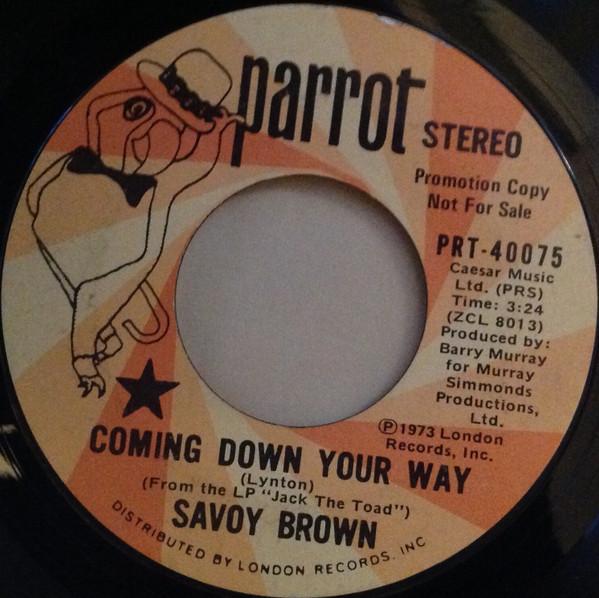 parrot STEREO
Promotion Copy
Not For Sale
PRT-40075
Caesar Music
Ltd. (PRS)
Time: 3:24
(ZCL 8013)
Produced by:
Barry Murray
for Murray
Simmonds
Productions,
Ltd.
Ⓟ1973 London
Records, Inc.
COMING DOWN YOUR WAY
(Lynton)
(From the LP "Jack The Toad")
SAVOY BROWN
DISTRIBUTED BY LONDON RECORDS, INC